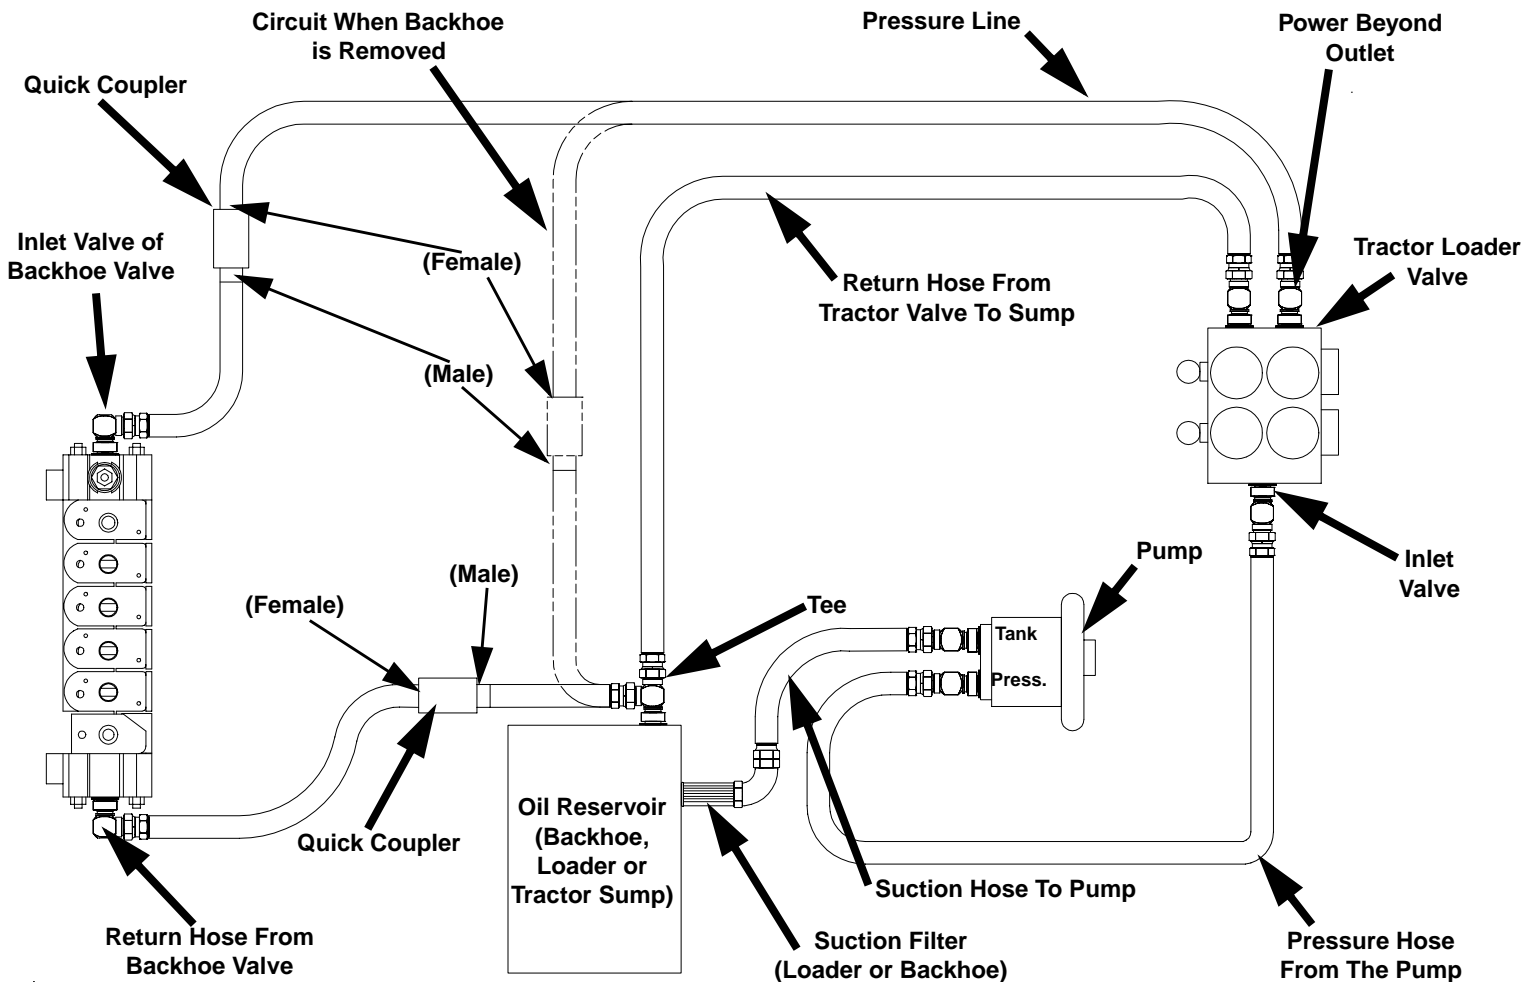 Circuit When Backhoe
is Removed
Pressure Line
Power Beyond
Outlet
Quick Coupler
Inlet Valve of
Backhoe Valve
(Female)
Return Hose From
Tractor Valve To Sump
Tractor Loader
Valve
(Male)
Pump
Inlet
Valve
(Male)
(Female)
Tee
Tank
Press.
Oil Reservoir
(Backhoe,
Loader or
Tractor Sump)
Quick Coupler
Suction Hose To Pump
Return Hose From
Backhoe Valve
Suction Filter
(Loader or Backhoe)
Pressure Hose
From The Pump